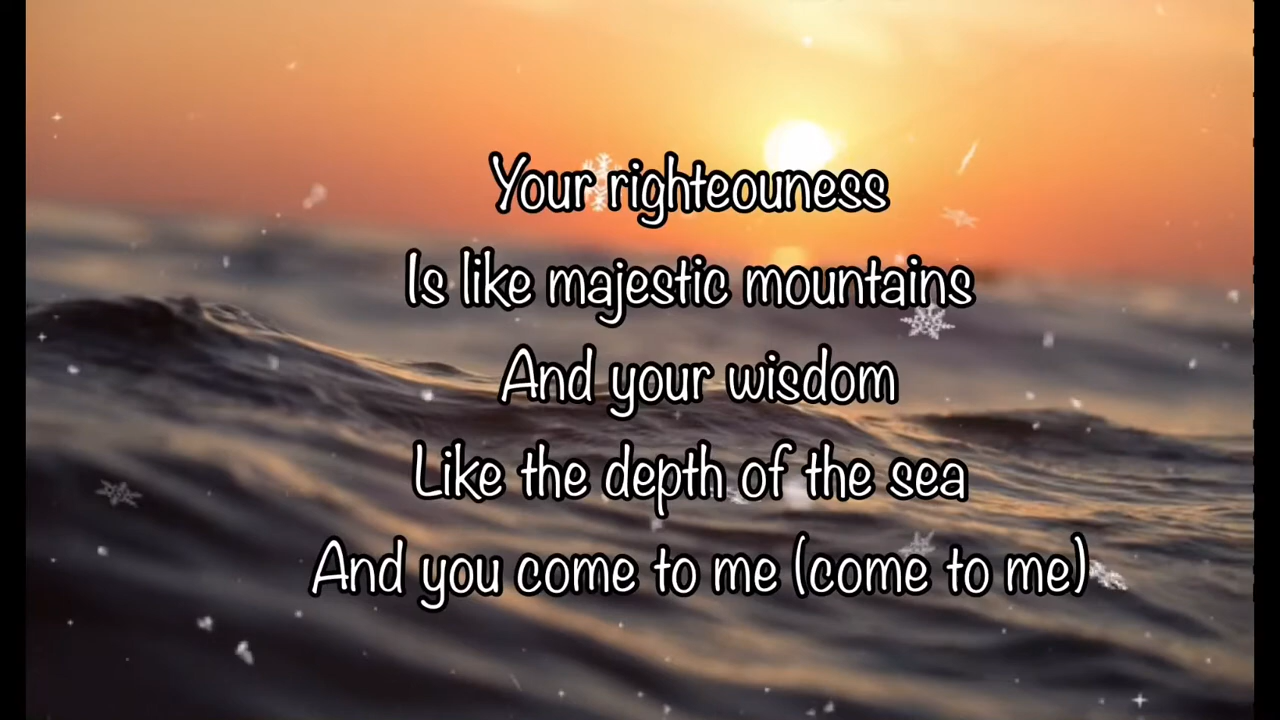 Your righteouness
Is like majestic mountains
And your wisdom
Like the depth of the sea
And you come to me (come to me)